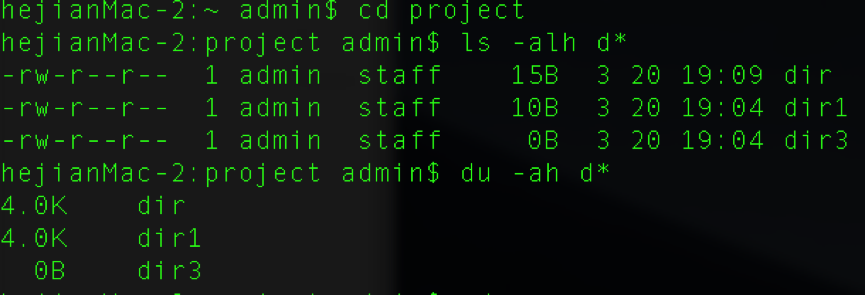 hejianMac-2:~ admin$ cd project
hejianMac-2:project admin$ ls -alh d*
-rw-r--r--  1 admin  staff    15B  3 20 19:09 dir
-rw-r--r--  1 admin  staff    10B  3 20 19:04 dir1
-rw-r--r--  1 admin  staff     0B  3 20 19:04 dir3
hejianMac-2:project admin$ du -ah d*
4.0K    dir
4.0K    dir1
  0B    dir3